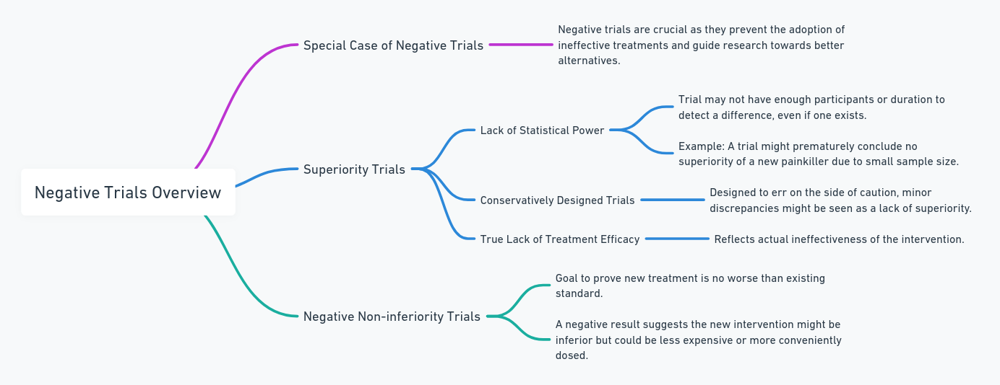 Negative Trials Overview
Special Case of Negative Trials
Negative trials are crucial as they prevent the adoption of
ineffective treatments and guide research towards better
alternatives.
Superiority Trials
Lack of Statistical Power
Trial may not have enough participants or duration to
detect a difference, even if one exists.
Example: A trial might prematurely conclude no
superiority of a new painkiller due to small sample size.
Conservatively Designed Trials
Designed to err on the side of caution, minor
discrepancies might be seen as a lack of superiority.
True Lack of Treatment Efficacy
Reflects actual ineffectiveness of the intervention.
Negative Non-inferiority Trials
Goal to prove new treatment is no worse than existing
standard.
A negative result suggests the new intervention might be
inferior but could be less expensive or more conveniently
dosed.